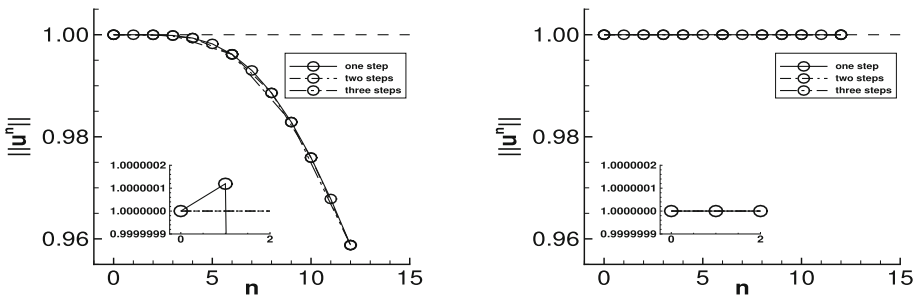 1.00
0.98
0.96
||u^n||
one step
two steps
three steps
1.0000002
1.0000001
1.0000000
0.9999999
0 2
0 5 10 15
n
1.00
0.98
0.96
||u^n||
one step
two steps
three steps
1.0000002
1.0000001
1.0000000
0.9999999
0 2
0 5 10 15
n